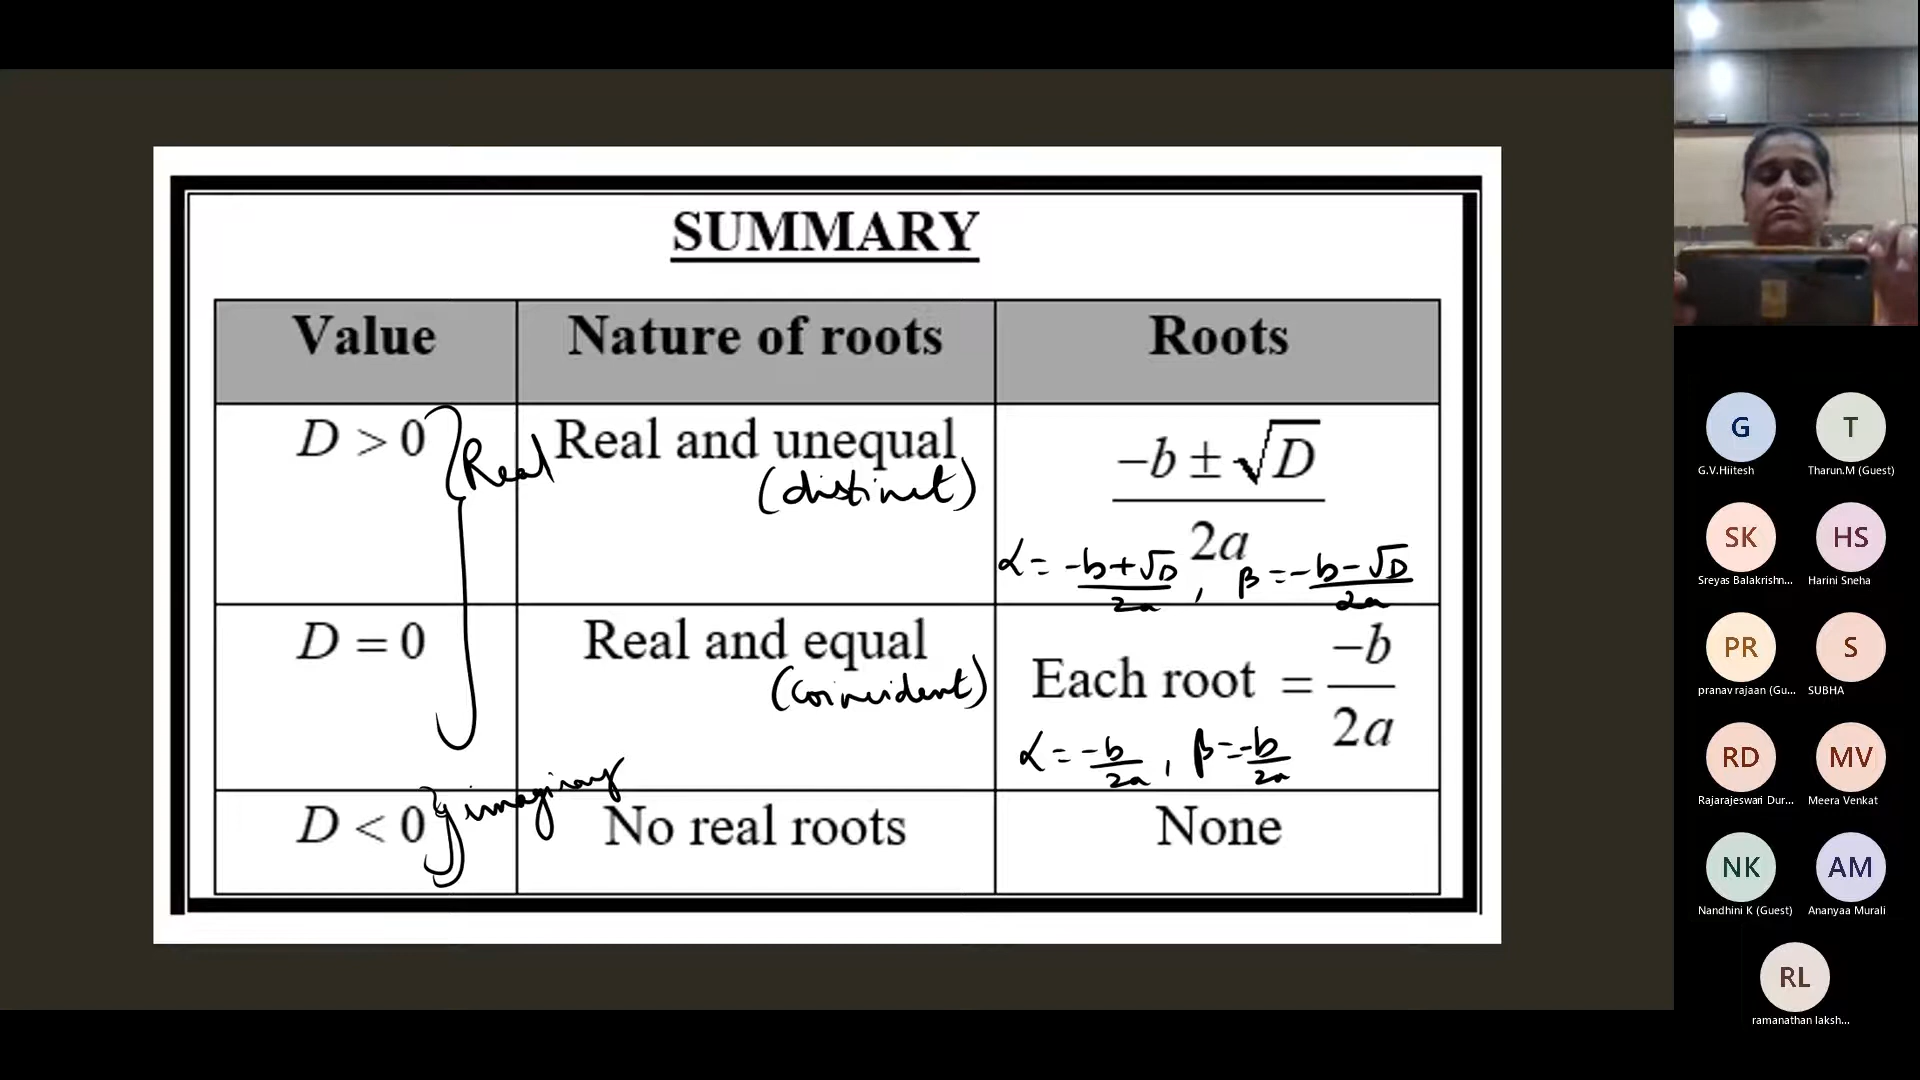 SUMMARY
Value Nature of roots Roots
D > 0 } Real Real and unequal (distinct) (-b ± √D)/2a
α = (-b+√D)/2a , β = (-b-√D)/2a
D = 0 Real and equal (coincident) Each root = -b/2a
α = -b/2a , β = -b/2a
D < 0 } imaginary No real roots None
G
T
G.V.Hiitesh
Tharun.M (Guest)
SK
HS
Sreyas Balakrishn...
Harini Sneha
PR
S
pranav rajaan (Gu...
SUBHA
RD
MV
Rajarajeswari Dur...
Meera Venkat
NK
AM
Nandhini K (Guest)
Ananyaa Murali
RL
ramanathan laksh...